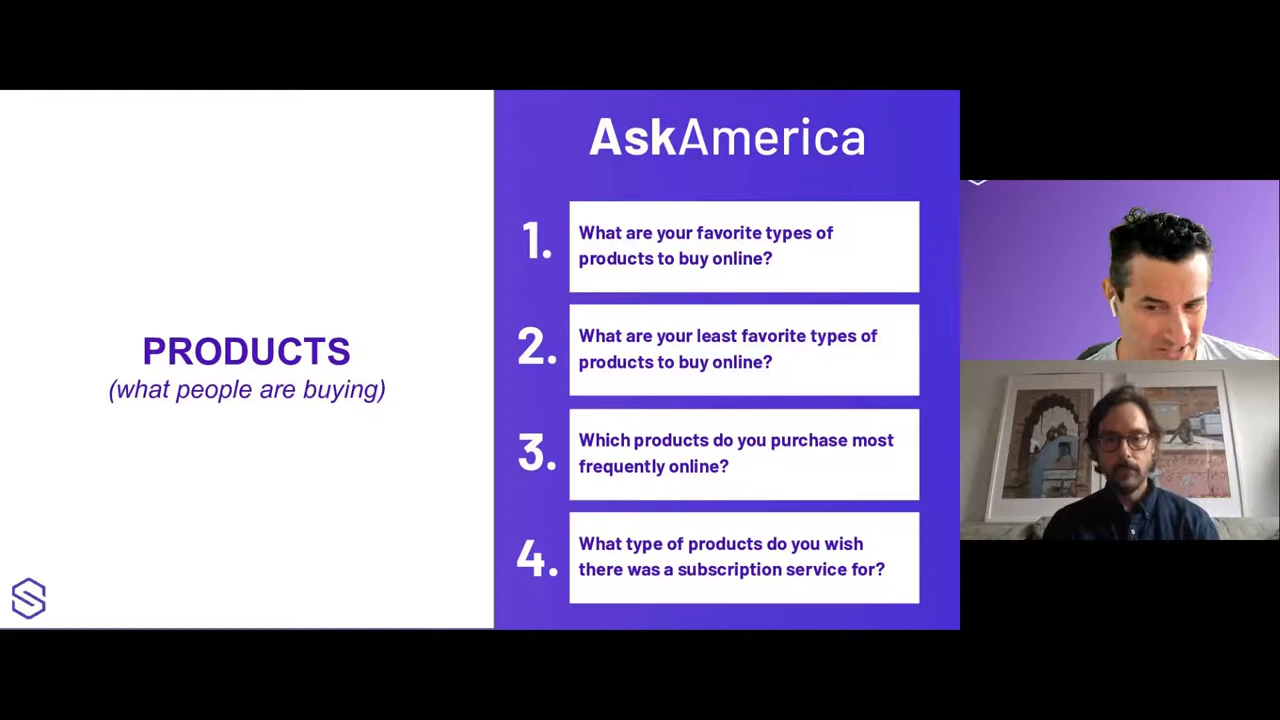 PRODUCTS
(what people are buying)
AskAmerica
1.
What are your favorite types of
products to buy online?
2.
What are your least favorite types of
products to buy online?
3.
Which products do you purchase most
frequently online?
4.
What type of products do you wish
there was a subscription service for?